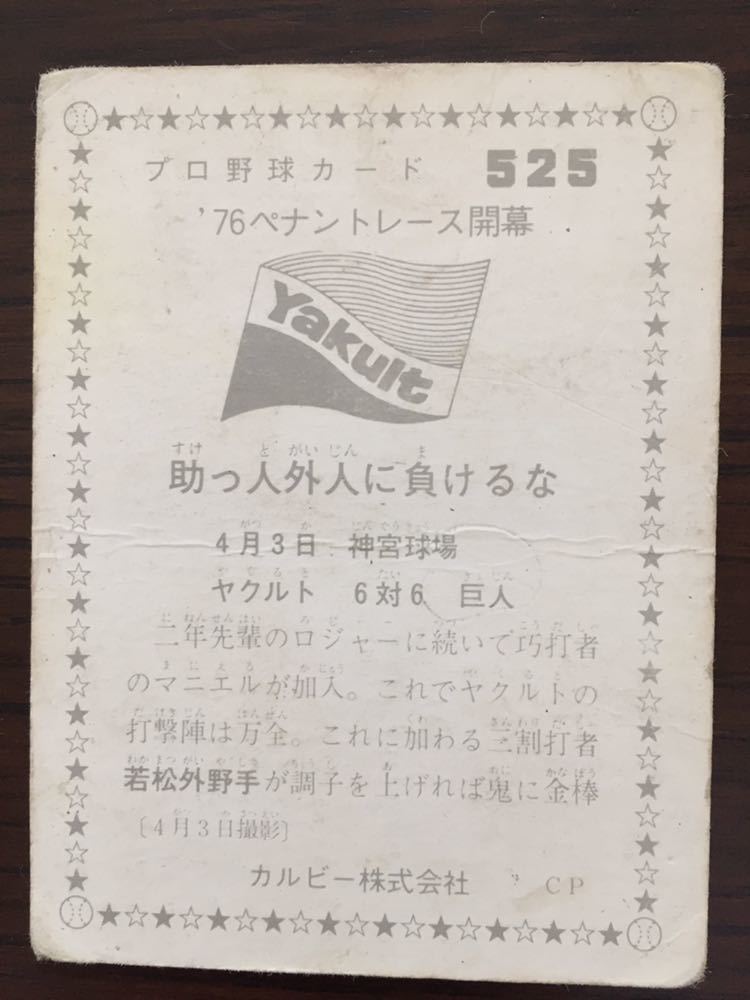 プロ野球カード 525
'76ペナントレース開幕
Yakult
助っ人外人に負けるな
4月3日 神宮球場
ヤクルト 6対6 巨人
二年先輩のロジャーに続いて巧打者
のマニエルが加入。これでヤクルトの
打撃陣は万全。これに加わる三割打者
若松外野手が調子を上げれば鬼に金棒
〔4月3日撮影〕
カルビー株式会社 CP